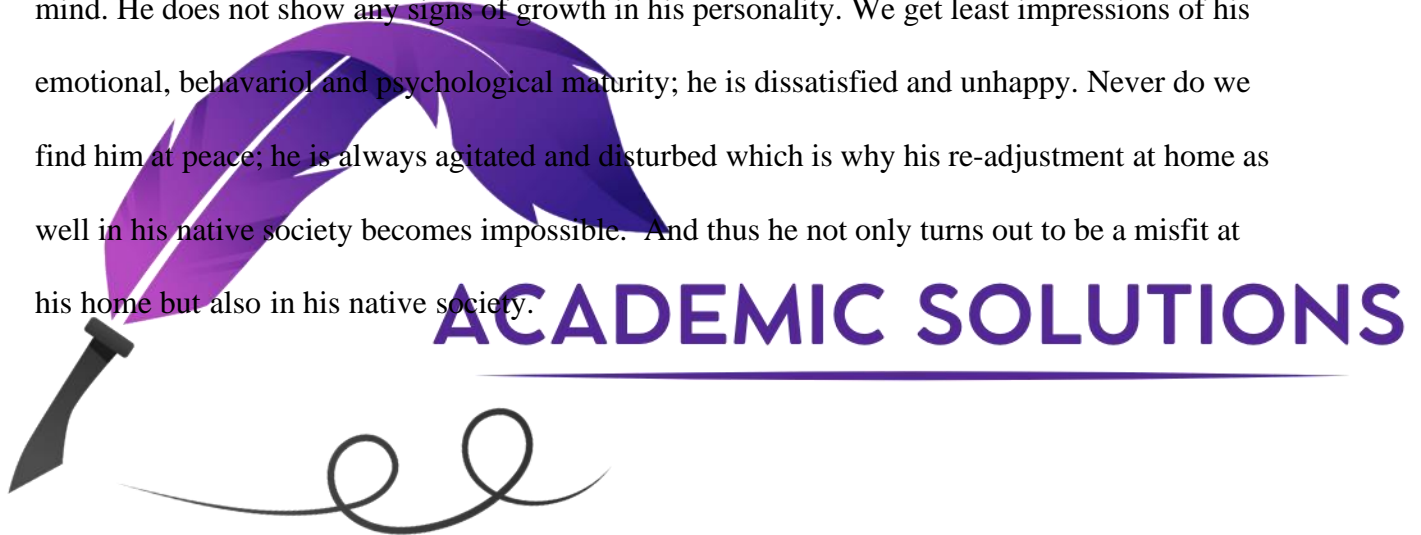 mind. He does not show any signs of growth in his personality. We get least impressions of his
emotional, behavariol and psychological maturity; he is dissatisfied and unhappy. Never do we
find him at peace; he is always agitated and disturbed which is why his re-adjustment at home as
well in his native society becomes impossible. And thus he not only turns out to be a misfit at
his home but also in his native society.
ACADEMIC SOLUTIONS